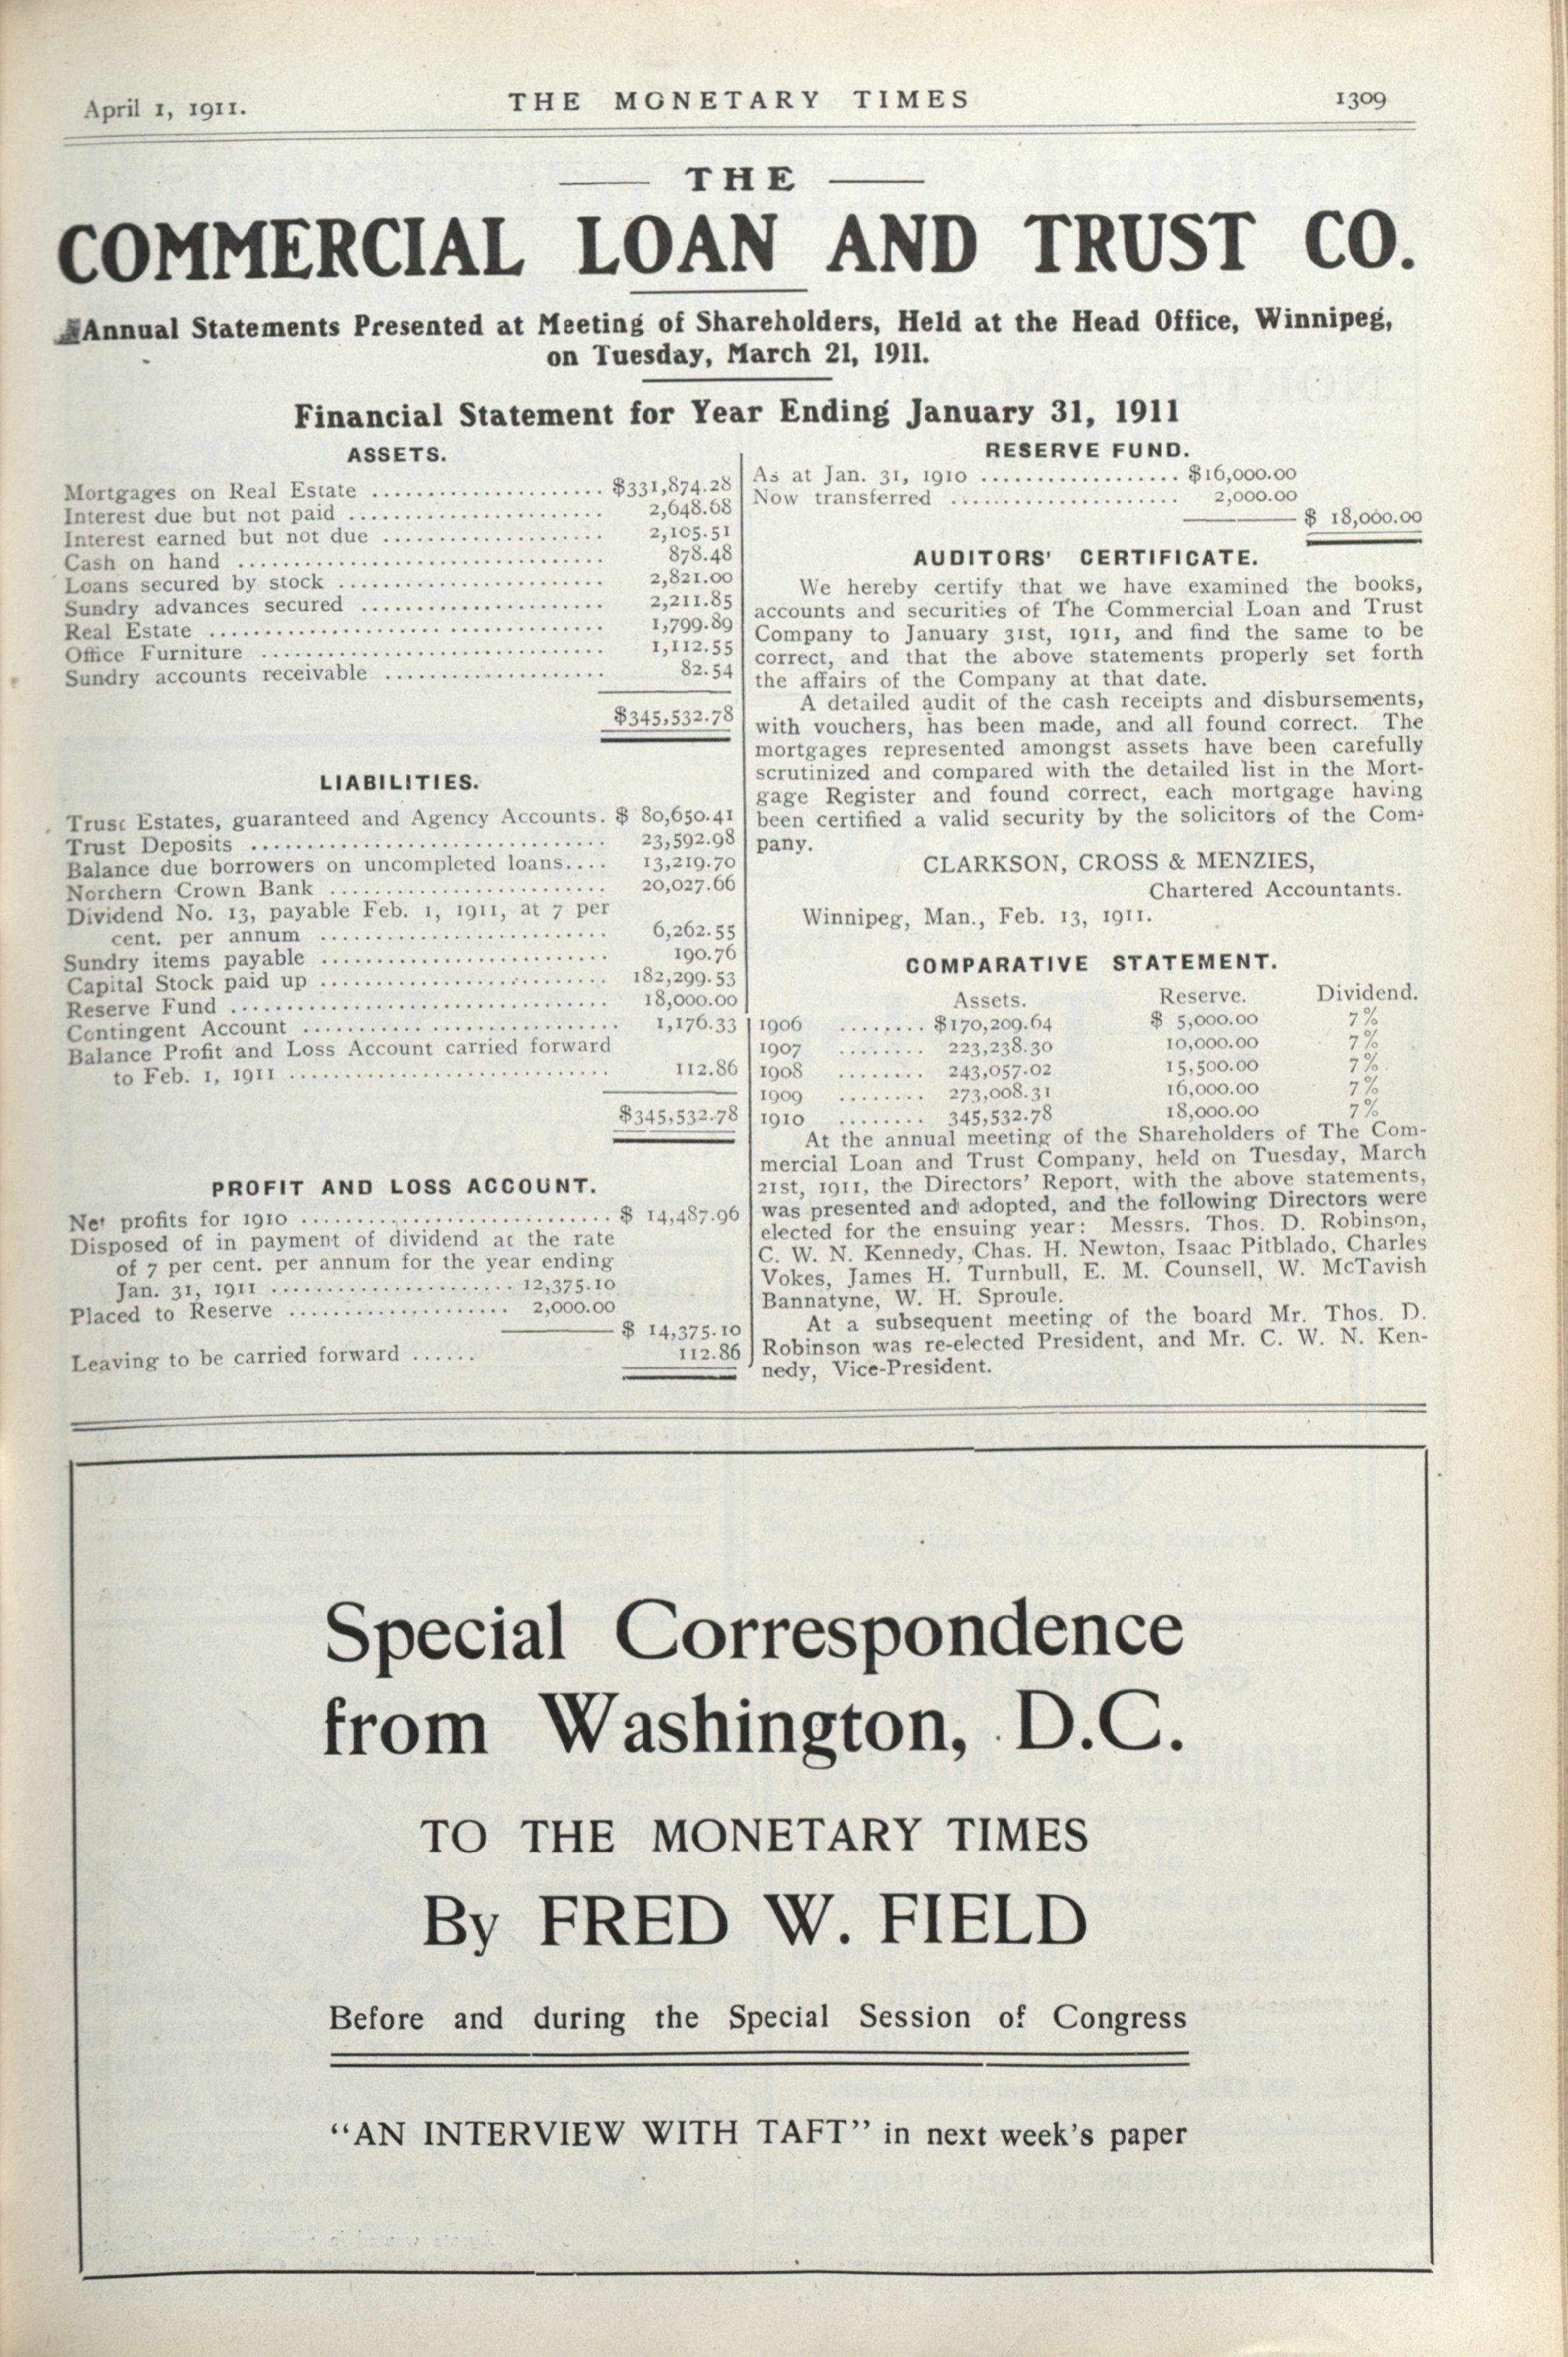 April 1, 1911.
THE MONETARY TIMES
1309
THE
COMMERCIAL LOAN AND TRUST CO.
Annual Statements Presented at Meeting of Shareholders, Held at the Head Office, Winnipeg,
on Tuesday, March 21, 1911.
Financial Statement for Year Ending January 31, 1911
ASSETS.
Mortgages on Real Estate ...................... $331,874.28
Interest due but not paid ........................ 2,648.68
Interest earned but not due ..................... 2,105.51
Cash on hand .................................. 878.48
Loans secured by stock ......................... 2,821.00
Sundry advances secured ....................... 2,211.85
Real Estate .................................... 1,799.89
Office Furniture ................................ 1,112.55
Sundry accounts receivable ..................... 82.54
$345,532.78
LIABILITIES.
Trust Estates, guaranteed and Agency Accounts. $ 80,650.41
Trust Deposits ................................. 23,592.98
Balance due borrowers on uncompleted loans.... 13,219.70
Northern Crown Bank .......................... 20,027.66
Dividend No. 13, payable Feb. 1, 1911, at 7 per
cent. per annum ........................... 6,262.55
Sundry items payable .......................... 190.76
Capital Stock paid up .......................... 182,299.53
Reserve Fund .................................. 18,000.00
Contingent Account ............................ 1,176.33
Balance Profit and Loss Account carried forward
to Feb. 1, 1911 .............................. 112.86
$345,532.78
PROFIT AND LOSS ACCOUNT.
Net profits for 1910 ............................ $ 14,487.96
Disposed of in payment of dividend at the rate
of 7 per cent. per annum for the year ending
Jan. 31, 1911 ...................... 12,375.10
Placed to Reserve .................... 2,000.00
$ 14,375.10
Leaving to be carried forward ...... 112.86
RESERVE FUND.
As at Jan. 31, 1910 .................. $16,000.00
Now transferred ..................... 2,000.00
$ 18,000.00
AUDITORS' CERTIFICATE.
We hereby certify that we have examined the books,
accounts and securities of The Commercial Loan and Trust
Company to January 31st, 1911, and find the same to be
correct, and that the above statements properly set forth
the affairs of the Company at that date.
A detailed audit of the cash receipts and disbursements,
with vouchers, has been made, and all found correct. The
mortgages represented amongst assets have been carefully
scrutinized and compared with the detailed list in the Mort-
gage Register and found correct, each mortgage having
been certified a valid security by the solicitors of the Com-
pany.
CLARKSON, CROSS & MENZIES,
Chartered Accountants.
Winnipeg, Man., Feb. 13, 1911.
COMPARATIVE STATEMENT.
Assets. Reserve. Dividend.
1906 ........ $170,209.64 $ 5,000.00 7%
1907 ........ 223,238.30 10,000.00 7%
1908 ........ 243,057.02 15,500.00 7%
1909 ........ 273,008.31 16,000.00 7%
1910 ........ 345,532.78 18,000.00 7%
At the annual meeting of the Shareholders of The Com-
mercial Loan and Trust Company, held on Tuesday, March
21st, 1911, the Directors' Report, with the above statements,
was presented and adopted, and the following Directors were
elected for the ensuing year: Messrs. Thos. D. Robinson,
C. W. N. Kennedy, Chas. H. Newton, Isaac Pitblado, Charles
Vokes, James H. Turnbull, E. M. Counsell, W. McTavish
Bannatyne, W. H. Sproule.
At a subsequent meeting of the board Mr. Thos. D.
Robinson was re-elected President, and Mr. C. W. N. Ken-
nedy, Vice-President.
Special Correspondence
from Washington, D.C.
TO THE MONETARY TIMES
By FRED W. FIELD
Before and during the Special Session of Congress
"AN INTERVIEW WITH TAFT" in next week's paper